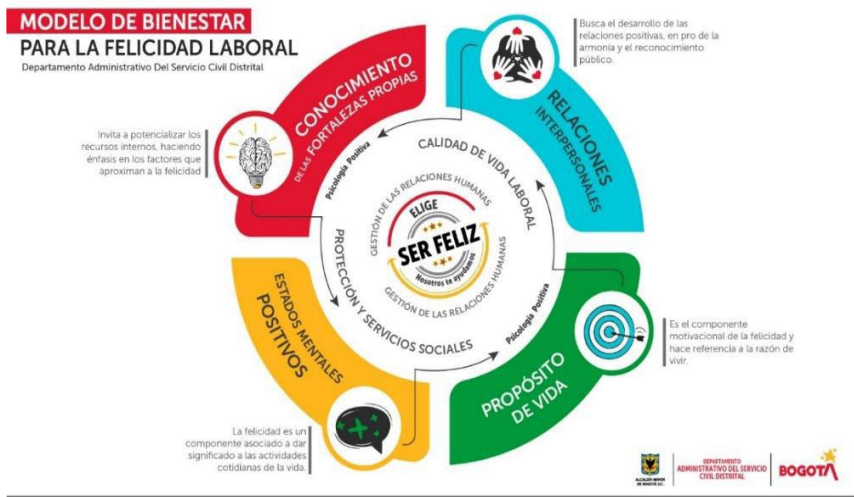 MODELO DE BIENESTAR
PARA LA FELICIDAD LABORAL
Departamento Administrativo Del Servicio Civil Distrital
Busca el desarrollo de las
relaciones positivas, en pro de la
armonía y el reconocimiento
público.
CONOCIMIENTO
DE LAS FORTALEZAS PROPIAS
RELACIONES
INTERPERSONALES
Invita a potencializar los
recursos internos, haciendo
énfasis en los factores que
aproximan a la felicidad
Psicología Positiva
CALIDAD DE VIDA LABORAL
GESTIÓN DE LAS RELACIONES HUMANAS
ELIGE
SER FELIZ
Nosotros te ayudamos
GESTIÓN DE LAS RELACIONES HUMANAS
PROTECCIÓN Y SERVICIOS SOCIALES
Psicología Positiva
ESTADOS MENTALES
POSITIVOS
PROPÓSITO
DE VIDA
Es el componente
motivacional de la felicidad y
hace referencia a la razón de
vivir.
La felicidad es un
componente asociado a dar
significado a las actividades
cotidianas de la vida.
ALCALDÍA MAYOR
DE BOGOTÁ D.C.
DEPARTAMENTO
ADMINISTRATIVO DEL SERVICIO
CIVIL DISTRITAL
BOGOTÁ